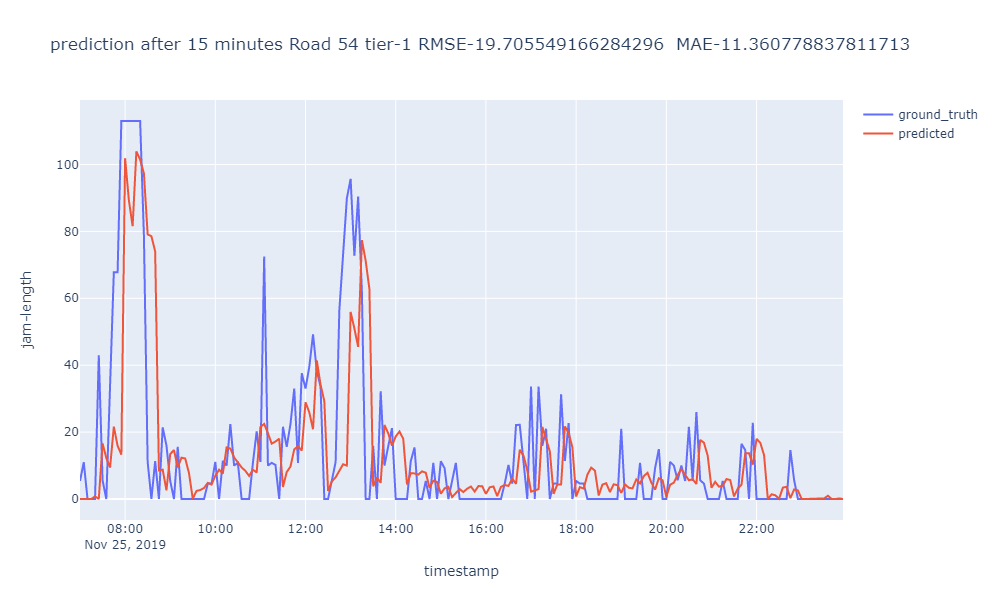 prediction after 15 minutes Road 54 tier-1 RMSE-19.705549166284296  MAE-11.360778837811713
ground_truth
predicted
jam-length
100
80
60
40
20
0
08:00 10:00 12:00 14:00 16:00 18:00 20:00 22:00
Nov 25, 2019
timestamp